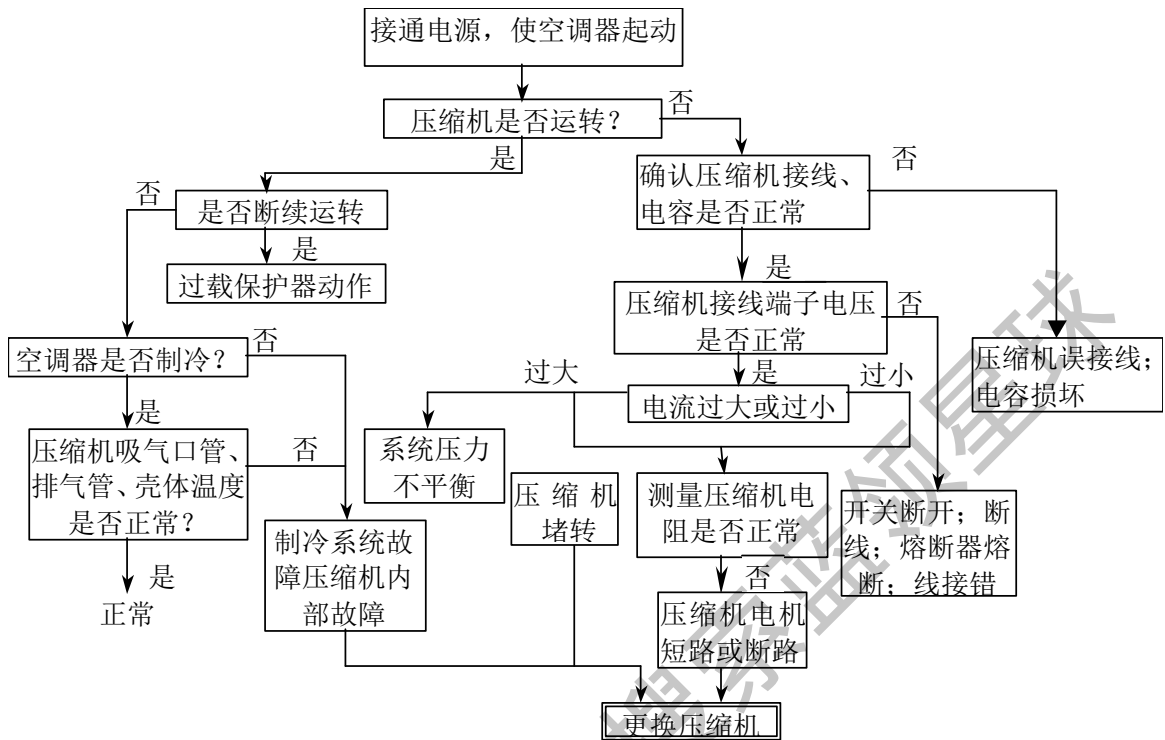 接通电源，使空调器起动
压缩机是否运转？
否
是
确认压缩机接线、
电容是否正常
否
否
是否断续运转
是
过载保护器动作
是
压缩机接线端子电压
是否正常
否
空调器是否制冷？
否
压缩机误接线；
电容损坏
过大
是
过小
电流过大或过小
是
压缩机吸气口管、
排气管、壳体温度
是否正常？
否
系统压力
不平衡
压缩机
堵转
测量压缩机电
阻是否正常
开关断开；断
线；熔断器熔
断；线接错
制冷系统故
障压缩机内
部故障
是
正常
否
压缩机电机
短路或断路
更换压缩机
搜索蓝领星球